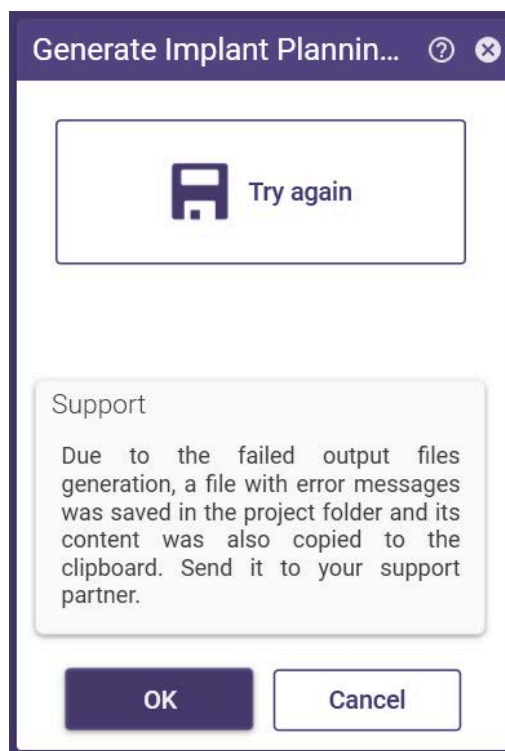 Generate Implant Plannin...
Try again
Support
Due to the failed output files
generation, a file with error messages
was saved in the project folder and its
content was also copied to the
clipboard. Send it to your support
partner.
OK
Cancel